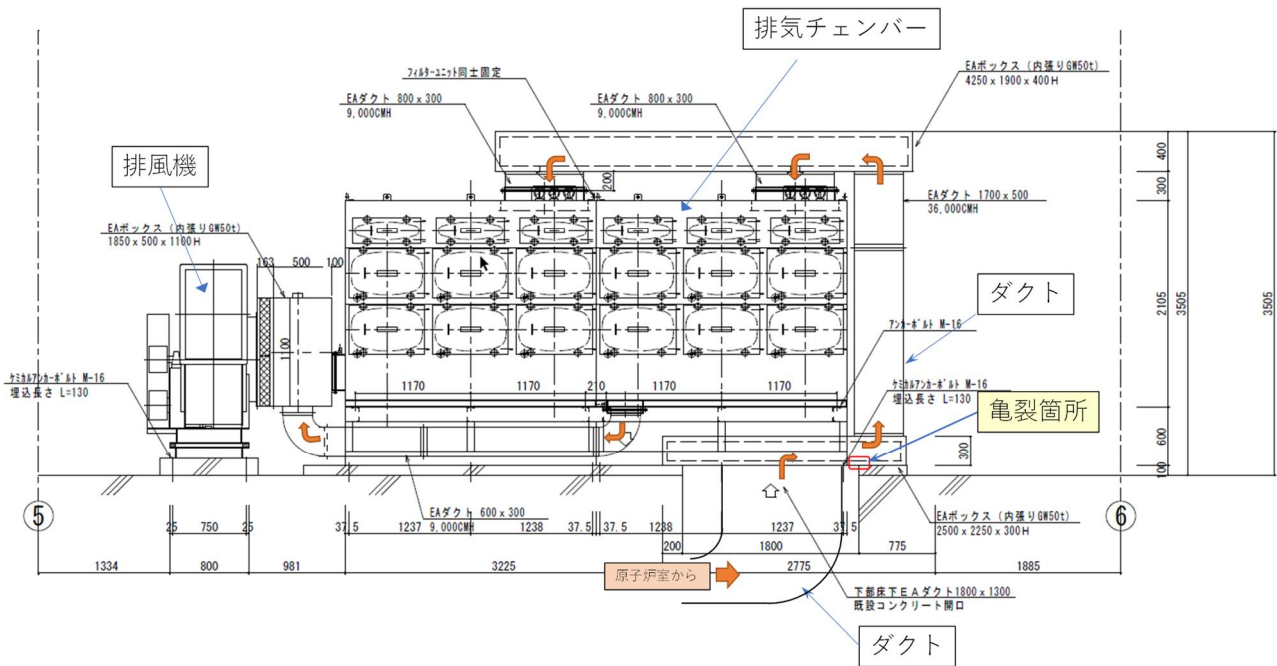 排気チェンバー
EAボックス (内張りGW50t)
4250 x 1900 x 400H
フィルターユニット同士固定
EAダクト 800 x 300
9,000CMH
EAダクト 800 x 300
9,000CMH
排風機
400
200
300
EAダクト 1700 x 500
36,000CMH
EAボックス (内張りGW50t)
1850 x 500 x 1100H
163
500
100
ダクト
2105
3505
3505
アンカーボルト M-16
1100
ケミカルアンカーボルト M-16
埋込長さ L=130
1170
1170
210
1170
1170
ケミカルアンカーボルト M-16
埋込長さ L=130
亀裂箇所
600
300
100
5
6
EAダクト 600 x 300
9,000CMH
EAボックス (内張りGW50t)
2500 x 2250 x 300H
25
750
25
37.5
1237
1238
37.5
37.5
1238
1237
37.5
200
1800
775
1334
800
981
3225
2775
1885
原子炉室から
下部床下EAダクト1800 x 1300
既設コンクリート開口
ダクト